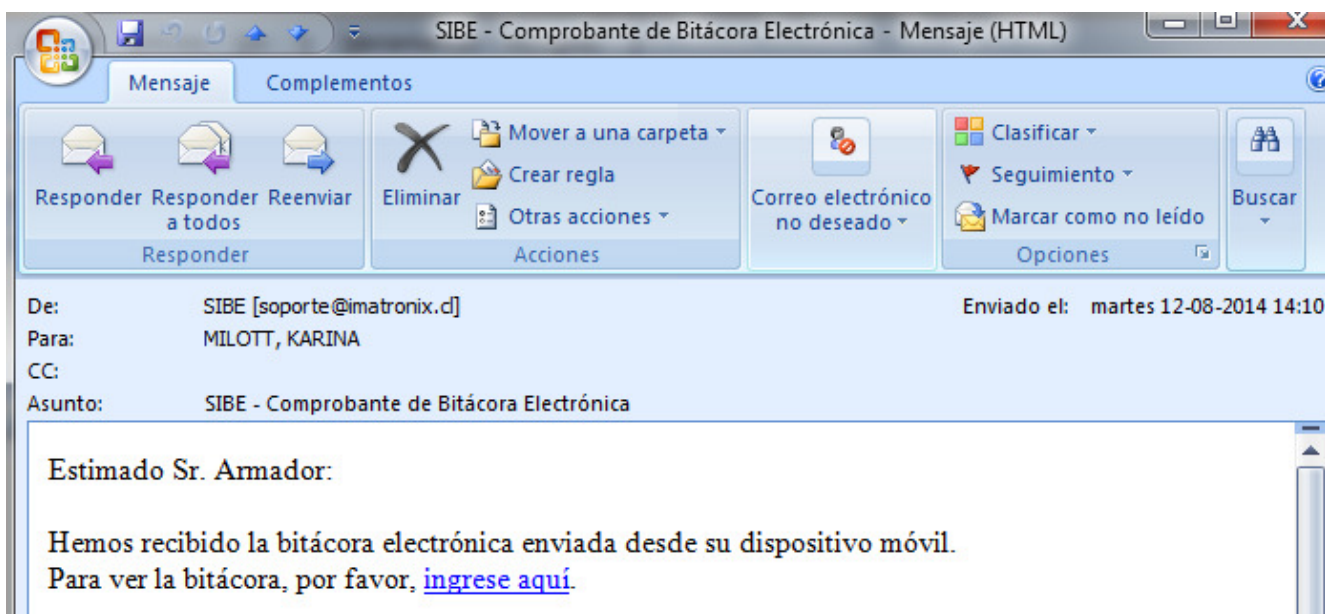 SIBE - Comprobante de Bitácora Electrónica - Mensaje (HTML)
Mensaje Complementos
Responder Responder a todos Reenviar
Responder
Eliminar
Mover a una carpeta
Crear regla
Otras acciones
Acciones
Correo electrónico no deseado
Clasificar
Seguimiento
Marcar como no leído
Opciones
Buscar
De: SIBE [soporte@imatronix.cl] Enviado el: martes 12-08-2014 14:10
Para: MILOTT, KARINA
CC:
Asunto: SIBE - Comprobante de Bitácora Electrónica
Estimado Sr. Armador:
Hemos recibido la bitácora electrónica enviada desde su dispositivo móvil.
Para ver la bitácora, por favor, ingrese aquí.